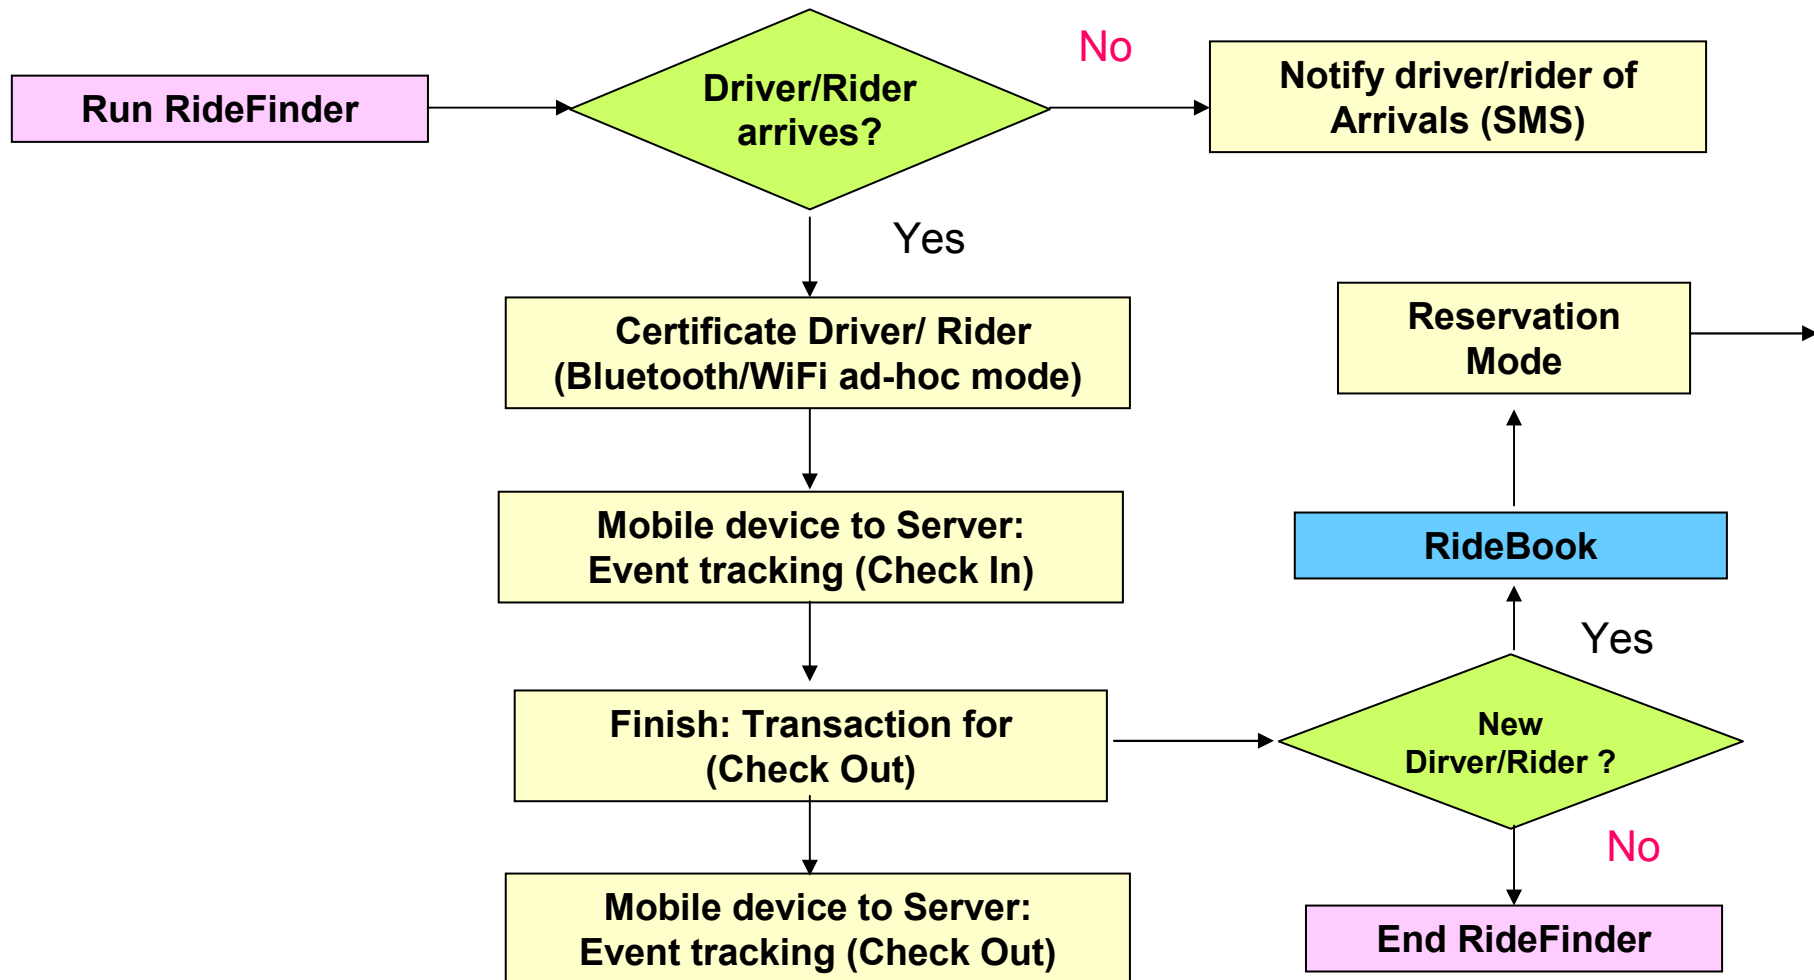 Run RideFinder
Driver/Rider
arrives?
No
Notify driver/rider of
Arrivals (SMS)
Yes
Certificate Driver/ Rider
(Bluetooth/WiFi ad-hoc mode)
Reservation
Mode
Mobile device to Server:
Event tracking (Check In)
RideBook
Yes
Finish: Transaction for
(Check Out)
New
Dirver/Rider ?
No
Mobile device to Server:
Event tracking (Check Out)
End RideFinder